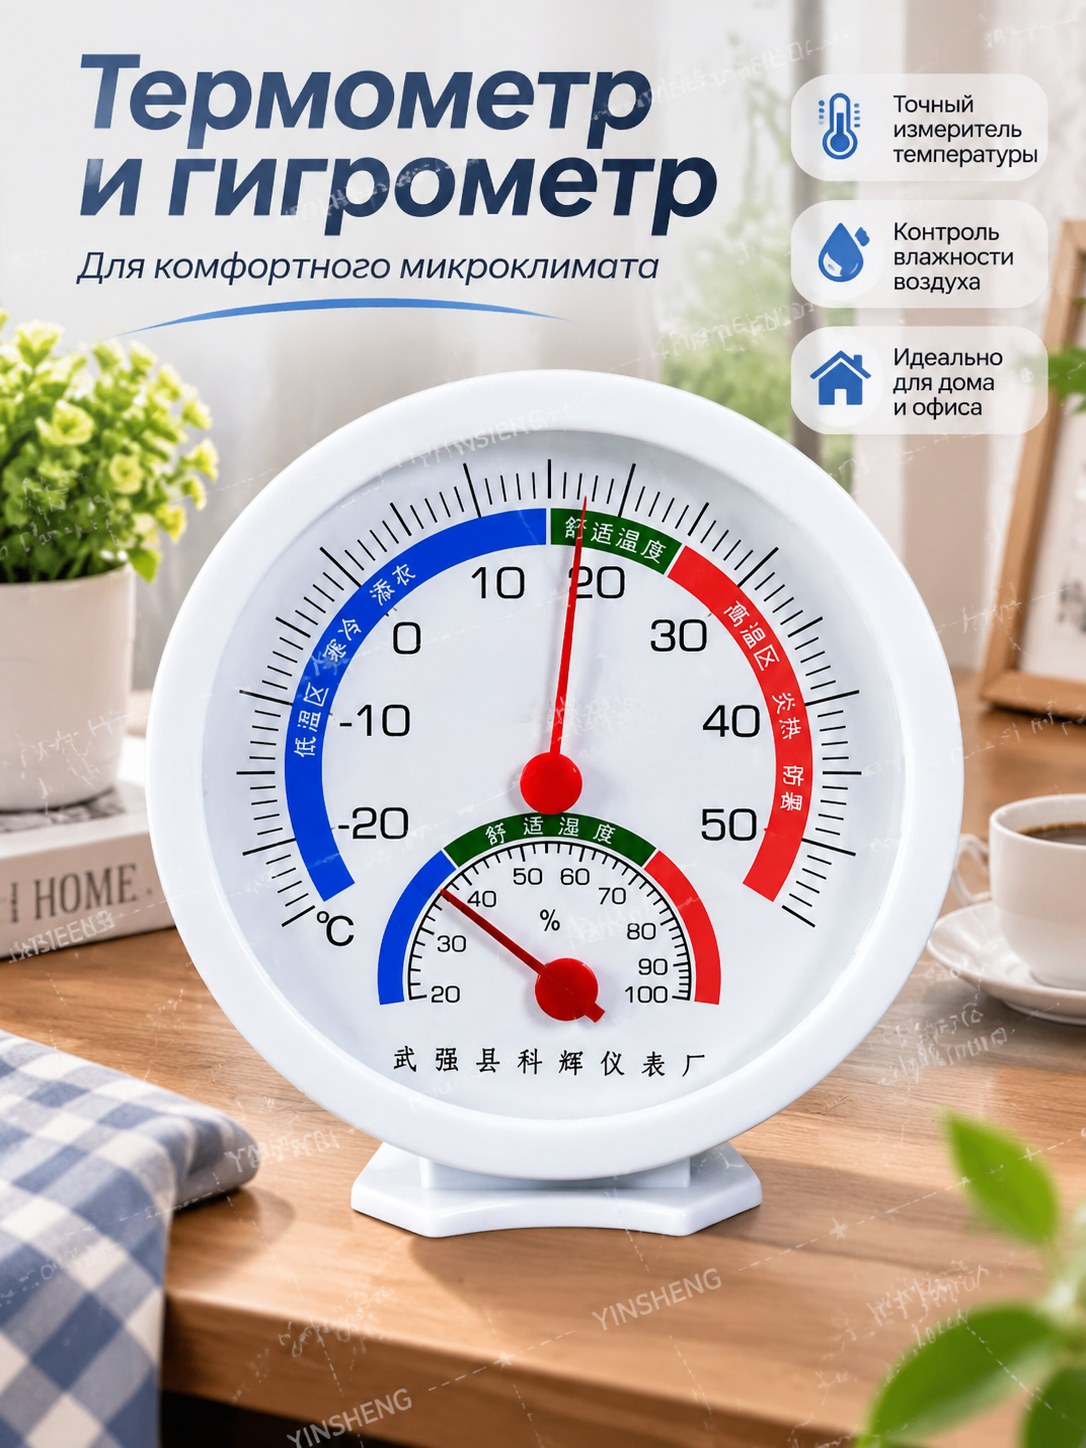 Термометр
и гигрометр
Для комфортного микроклимата
Точный
измеритель
температуры
Контроль
влажности
воздуха
Идеально
для дома
и офиса
低温区 寒冷 添衣
舒适温度
高温区 炎热 防暑
10 20
0 30
-10 40
-20 50
℃
舒适湿度
50 60
40 70
%
30 80
90
20 100
武强县科辉仪表厂
HOME.
YINSHENG
YINSHENG